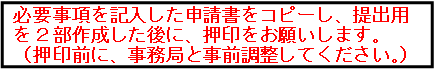 必要事項を記入した申請書をコピーし、提出用
を２部作成した後に、押印をお願いします。
（押印前に、事務局と事前調整してください。）